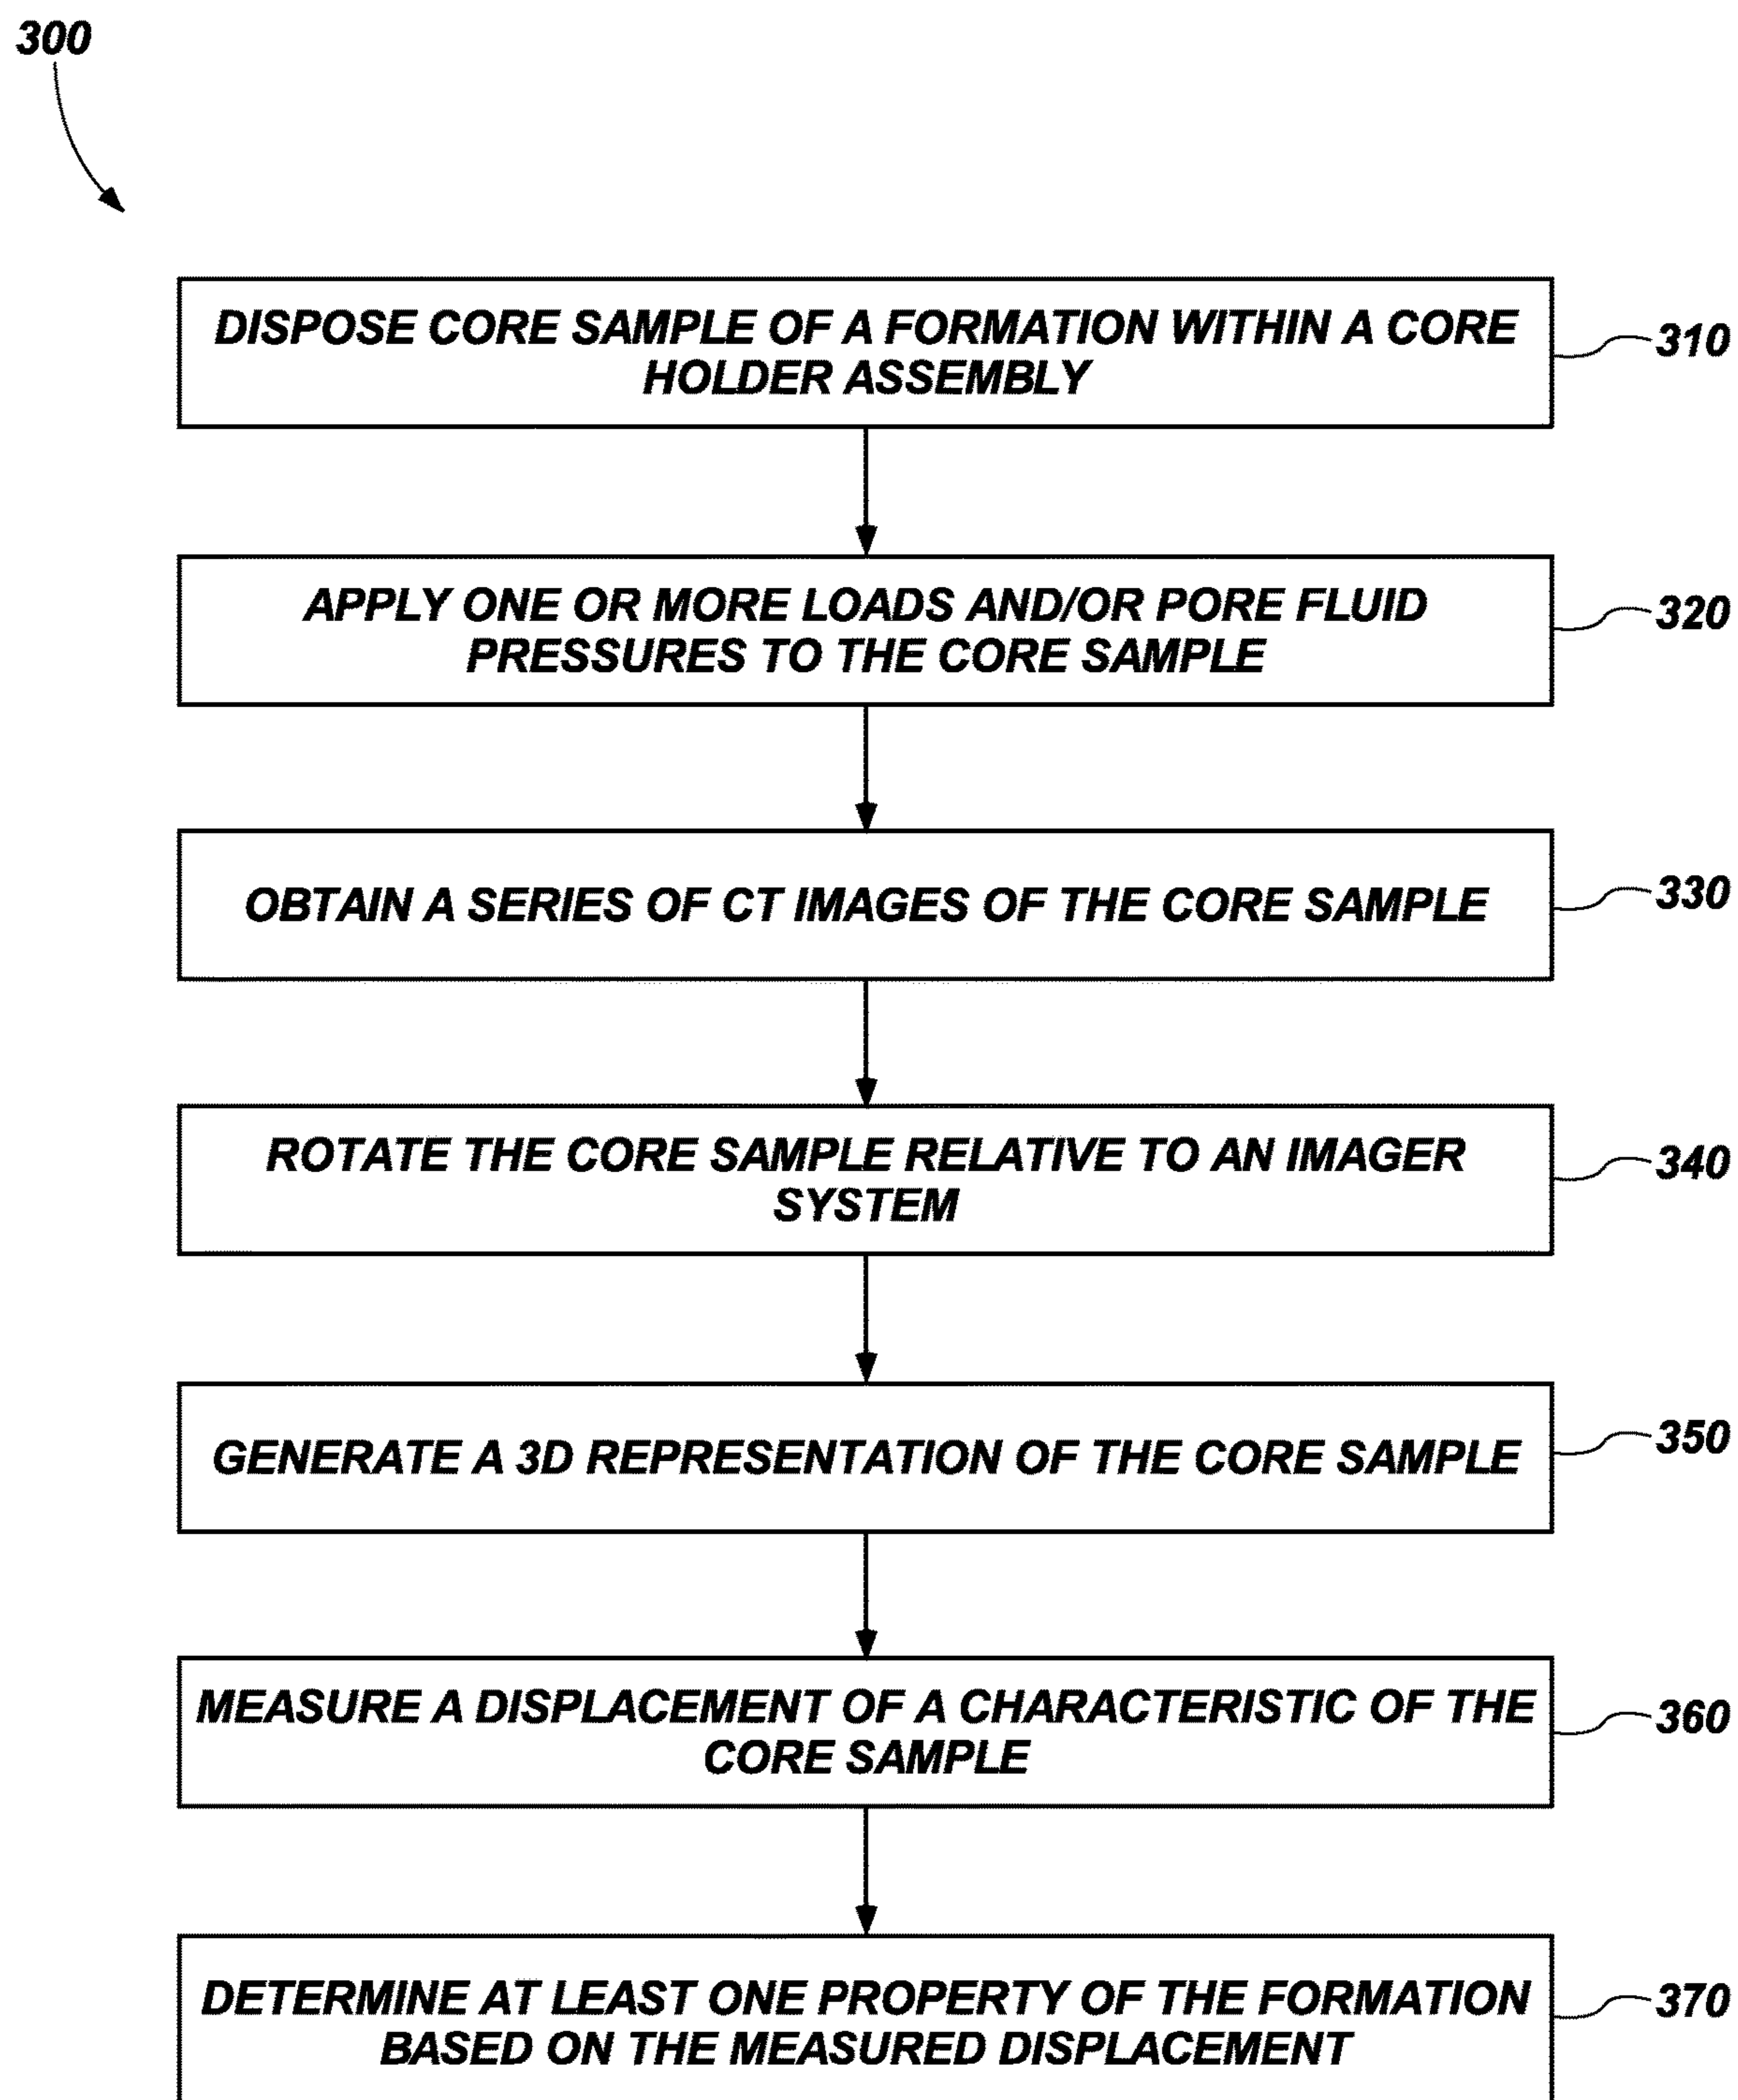 300
DISPOSE CORE SAMPLE OF A FORMATION WITHIN A CORE
HOLDER ASSEMBLY
310
APPLY ONE OR MORE LOADS AND/OR PORE FLUID
PRESSURES TO THE CORE SAMPLE
320
OBTAIN A SERIES OF CT IMAGES OF THE CORE SAMPLE
330
ROTATE THE CORE SAMPLE RELATIVE TO AN IMAGER
SYSTEM
340
GENERATE A 3D REPRESENTATION OF THE CORE SAMPLE
350
MEASURE A DISPLACEMENT OF A CHARACTERISTIC OF THE
CORE SAMPLE
360
DETERMINE AT LEAST ONE PROPERTY OF THE FORMATION
BASED ON THE MEASURED DISPLACEMENT
370